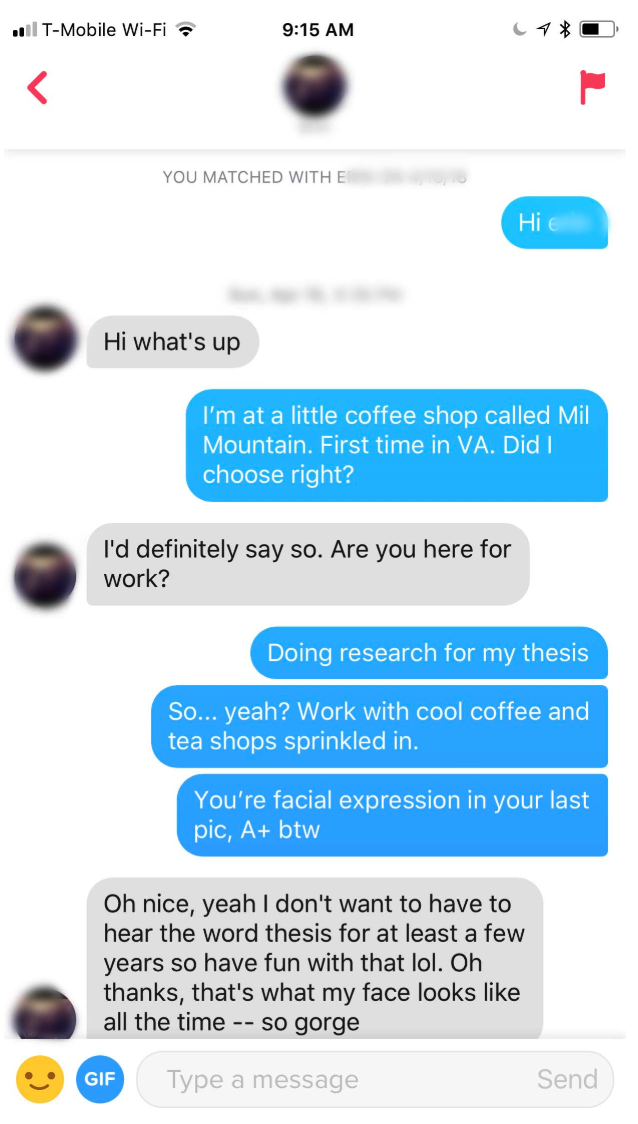 T-Mobile Wi-Fi
9:15 AM
YOU MATCHED WITH E
Hi
Hi what's up
I'm at a little coffee shop called Mil
Mountain. First time in VA. Did I
choose right?
I'd definitely say so. Are you here for
work?
Doing research for my thesis
So... yeah? Work with cool coffee and
tea shops sprinkled in.
You're facial expression in your last
pic, A+ btw
Oh nice, yeah I don't want to have to
hear the word thesis for at least a few
years so have fun with that lol. Oh
thanks, that's what my face looks like
all the time -- so gorge
GIF
Type a message
Send